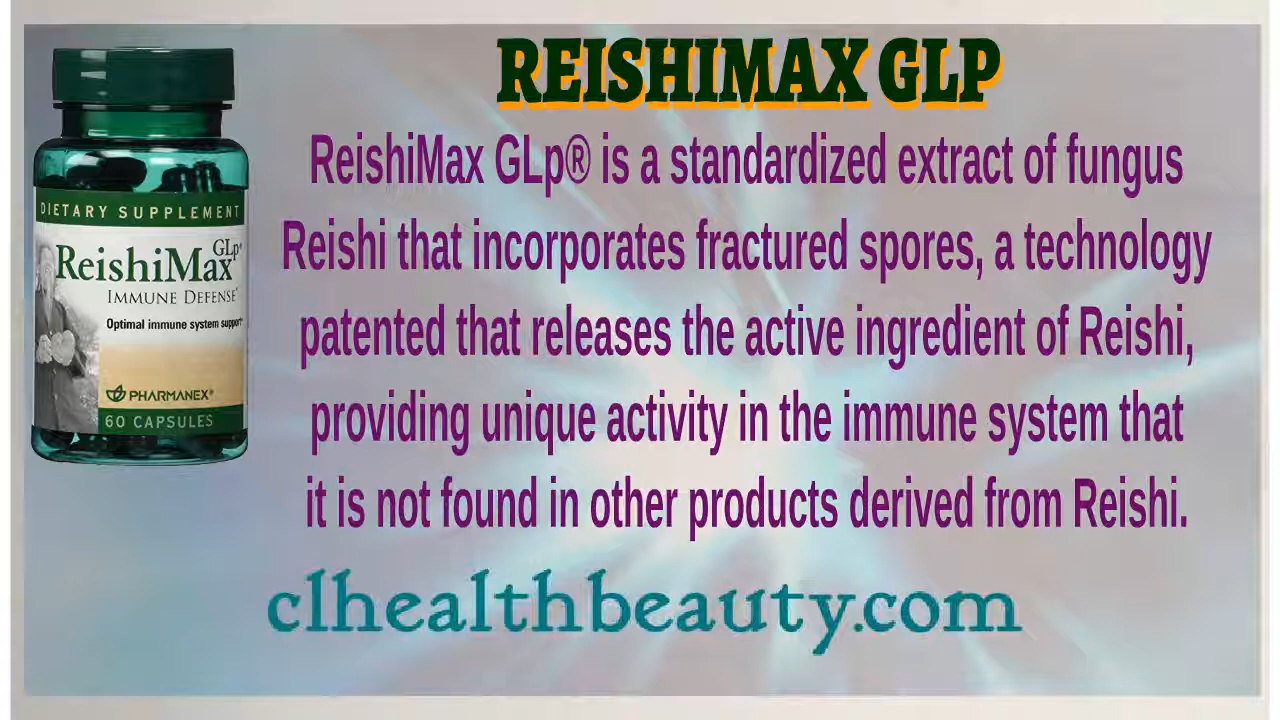 REISHIMAX GLP
DIETARY SUPPLEMENT
ReishiMax GLp®
IMMUNE DEFENSE
Optimal immune system support
PHARMANEX®
60 CAPSULES
ReishiMax GLp® is a standardized extract of fungus
Reishi that incorporates fractured spores, a technology
patented that releases the active ingredient of Reishi,
providing unique activity in the immune system that
it is not found in other products derived from Reishi.
clhealthbeauty.com